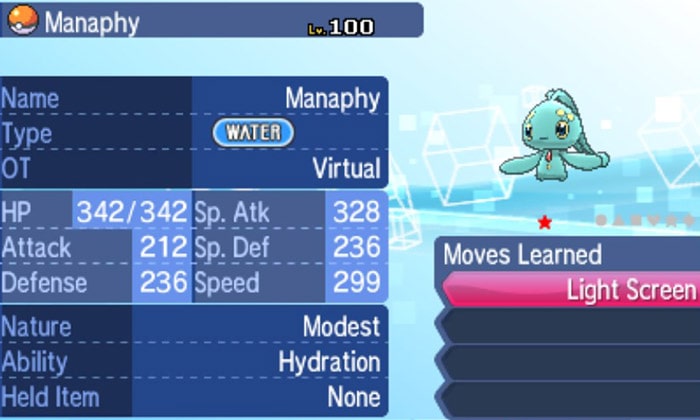 Manaphy Lv.100
Name Manaphy
Type WATER
OT Virtual
HP 342/342 Sp. Atk 328
Attack 212 Sp. Def 236
Defense 236 Speed 299
Nature Modest
Ability Hydration
Held Item None
Moves Learned
Light Screen